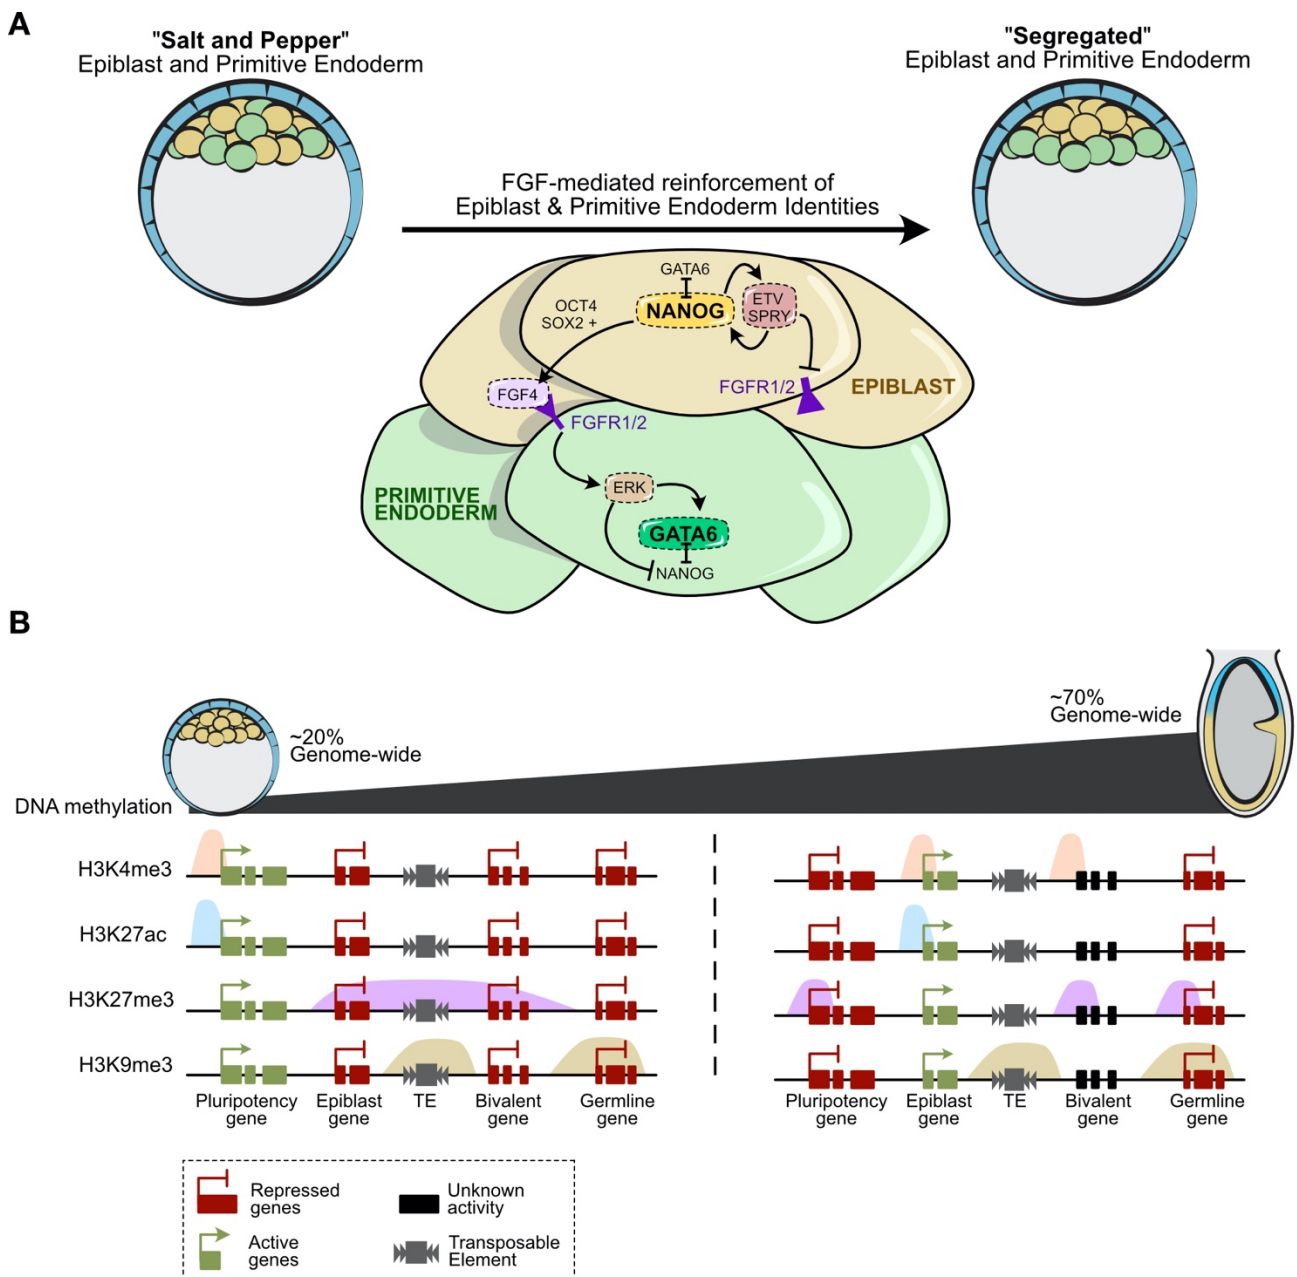 A
"Salt and Pepper"
Epiblast and Primitive Endoderm
"Segregated"
Epiblast and Primitive Endoderm
FGF-mediated reinforcement of
Epiblast & Primitive Endoderm Identities
GATA6
OCT4
SOX2 +
NANOG
ETV
SPRY
FGF4
FGFR1/2
FGFR1/2
EPIBLAST
PRIMITIVE
ENDODERM
ERK
GATA6
NANOG
B
~20%
Genome-wide
~70%
Genome-wide
DNA methylation
H3K4me3
H3K27ac
H3K27me3
H3K9me3
Pluripotency
gene
Epiblast
gene
TE
Bivalent
gene
Germline
gene
Pluripotency
gene
Epiblast
gene
TE
Bivalent
gene
Germline
gene
Repressed
genes
Unknown
activity
Active
genes
Transposable
Element